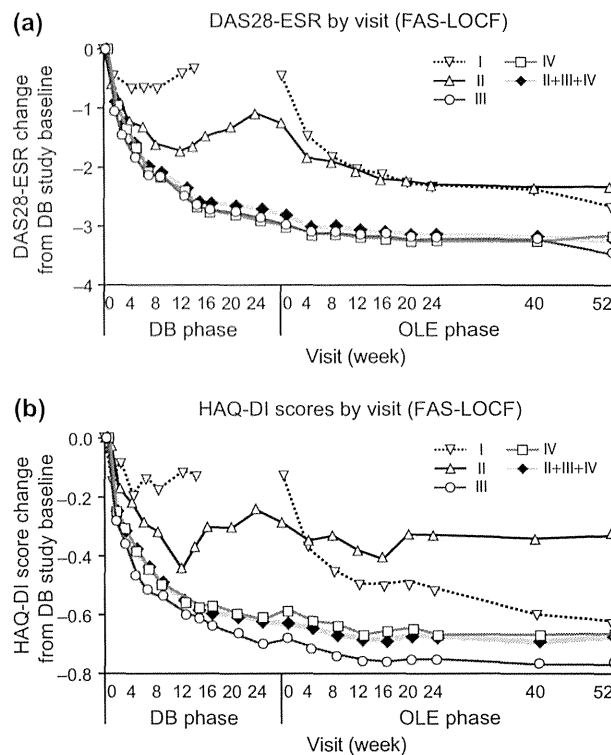 (a) DAS28-ESR by visit (FAS-LOCF)
I
II
III
IV
II+III+IV
DAS28-ESR change
from DB study baseline
0
−1
−2
−3
−4
0 4 8 12 16 20 24 0 4 8 12 16 20 24 40 52
DB phase OLE phase
Visit (week)
(b) HAQ-DI scores by visit (FAS-LOCF)
I
II
III
IV
II+III+IV
HAQ-DI score change
from DB study baseline
0.0
−0.2
−0.4
−0.6
−0.8
0 4 8 12 16 20 24 0 4 8 12 16 20 24 40 52
DB phase OLE phase
Visit (week)